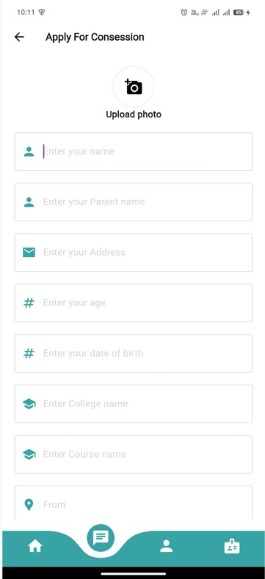 10:11
Apply For Consession
Upload photo
Enter your name
Enter your Parent name
Enter your Address
# Enter your age
# Enter your date of birth
Enter College name
Enter Course name
From